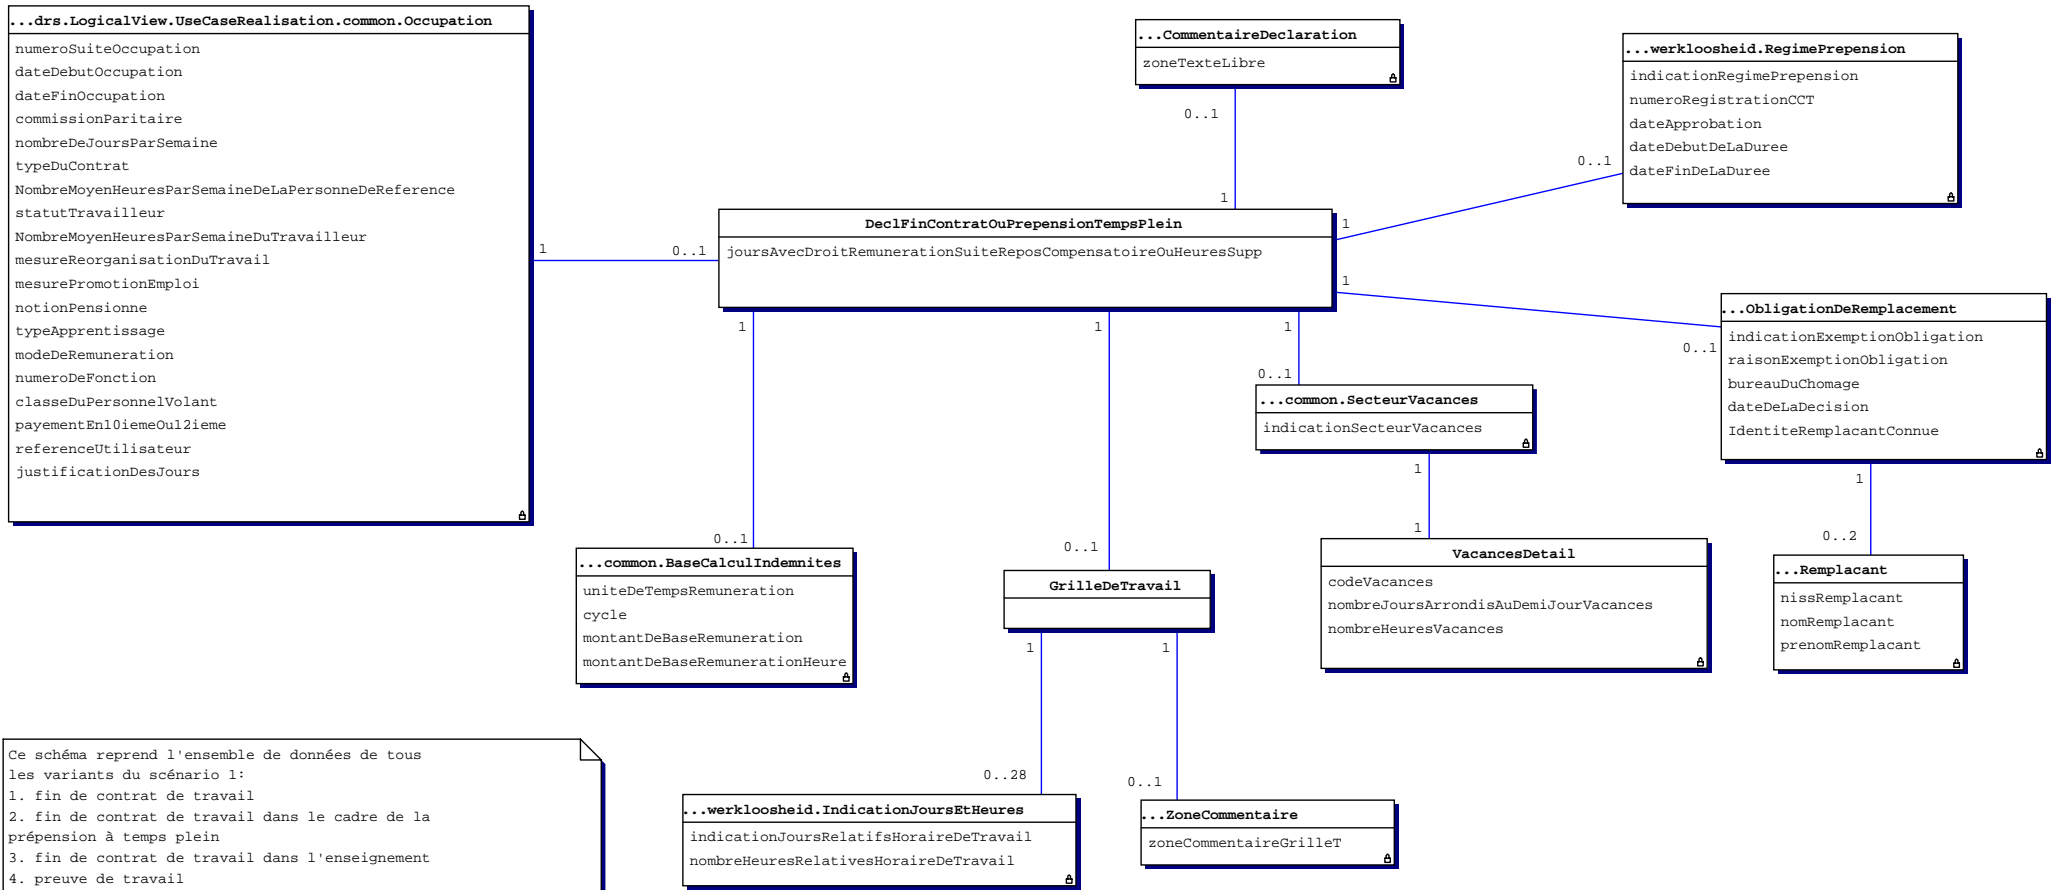 ...drs.LogicalView.UseCaseRealisation.common.Occupation
numeroSuiteOccupation
dateDebutOccupation
dateFinOccupation
commissionParitaire
nombreDeJoursParSemaine
typeDuContrat
NombreMoyenHeuresParSemaineDeLaPersonneDeReference
statutTravailleur
NombreMoyenHeuresParSemaineDuTravailleur
mesureReorganisationDuTravail
mesurePromotionEmploi
notionPensionne
typeApprentissage
modeDeRemuneration
numeroDeFonction
classeDuPersonnelVolant
payementEn10iemeOu12ieme
referenceUtilisateur
justificationDesJours
1
0..1
...CommentaireDeclaration
zoneTexteLibre
0..1
1
...werkloosheid.RegimePrepension
indicationRegimePrepension
numeroRegistrationCCT
dateApprobation
dateDebutDeLaDuree
dateFinDeLaDuree
0..1
1
DeclFinContratOuPrepensionTempsPlein
joursAvecDroitRemunerationSuiteReposCompensatoireOuHeuresSupp
1
0..1
...ObligationDeRemplacement
indicationExemptionObligation
raisonExemptionObligation
bureauDuChomage
dateDeLaDecision
IdentiteRemplacantConnue
1
0..2
...Remplacant
nissRemplacant
nomRemplacant
prenomRemplacant
1
0..1
...common.SecteurVacances
indicationSecteurVacances
1
1
VacancesDetail
codeVacances
nombreJoursArrondisAuDemiJourVacances
nombreHeuresVacances
1
0..1
...common.BaseCalculIndemnites
uniteDeTempsRemuneration
cycle
montantDeBaseRemuneration
montantDeBaseRemunerationHeure
1
0..1
GrilleDeTravail
1
0..28
...werkloosheid.IndicationJoursEtHeures
indicationJoursRelatifsHoraireDeTravail
nombreHeuresRelativesHoraireDeTravail
1
0..1
...ZoneCommentaire
zoneCommentaireGrilleT
Ce schéma reprend l'ensemble de données de tous
les variants du scénario 1:
1. fin de contrat de travail
2. fin de contrat de travail dans le cadre de la
prépension à temps plein
3. fin de contrat de travail dans l'enseignement
4. preuve de travail